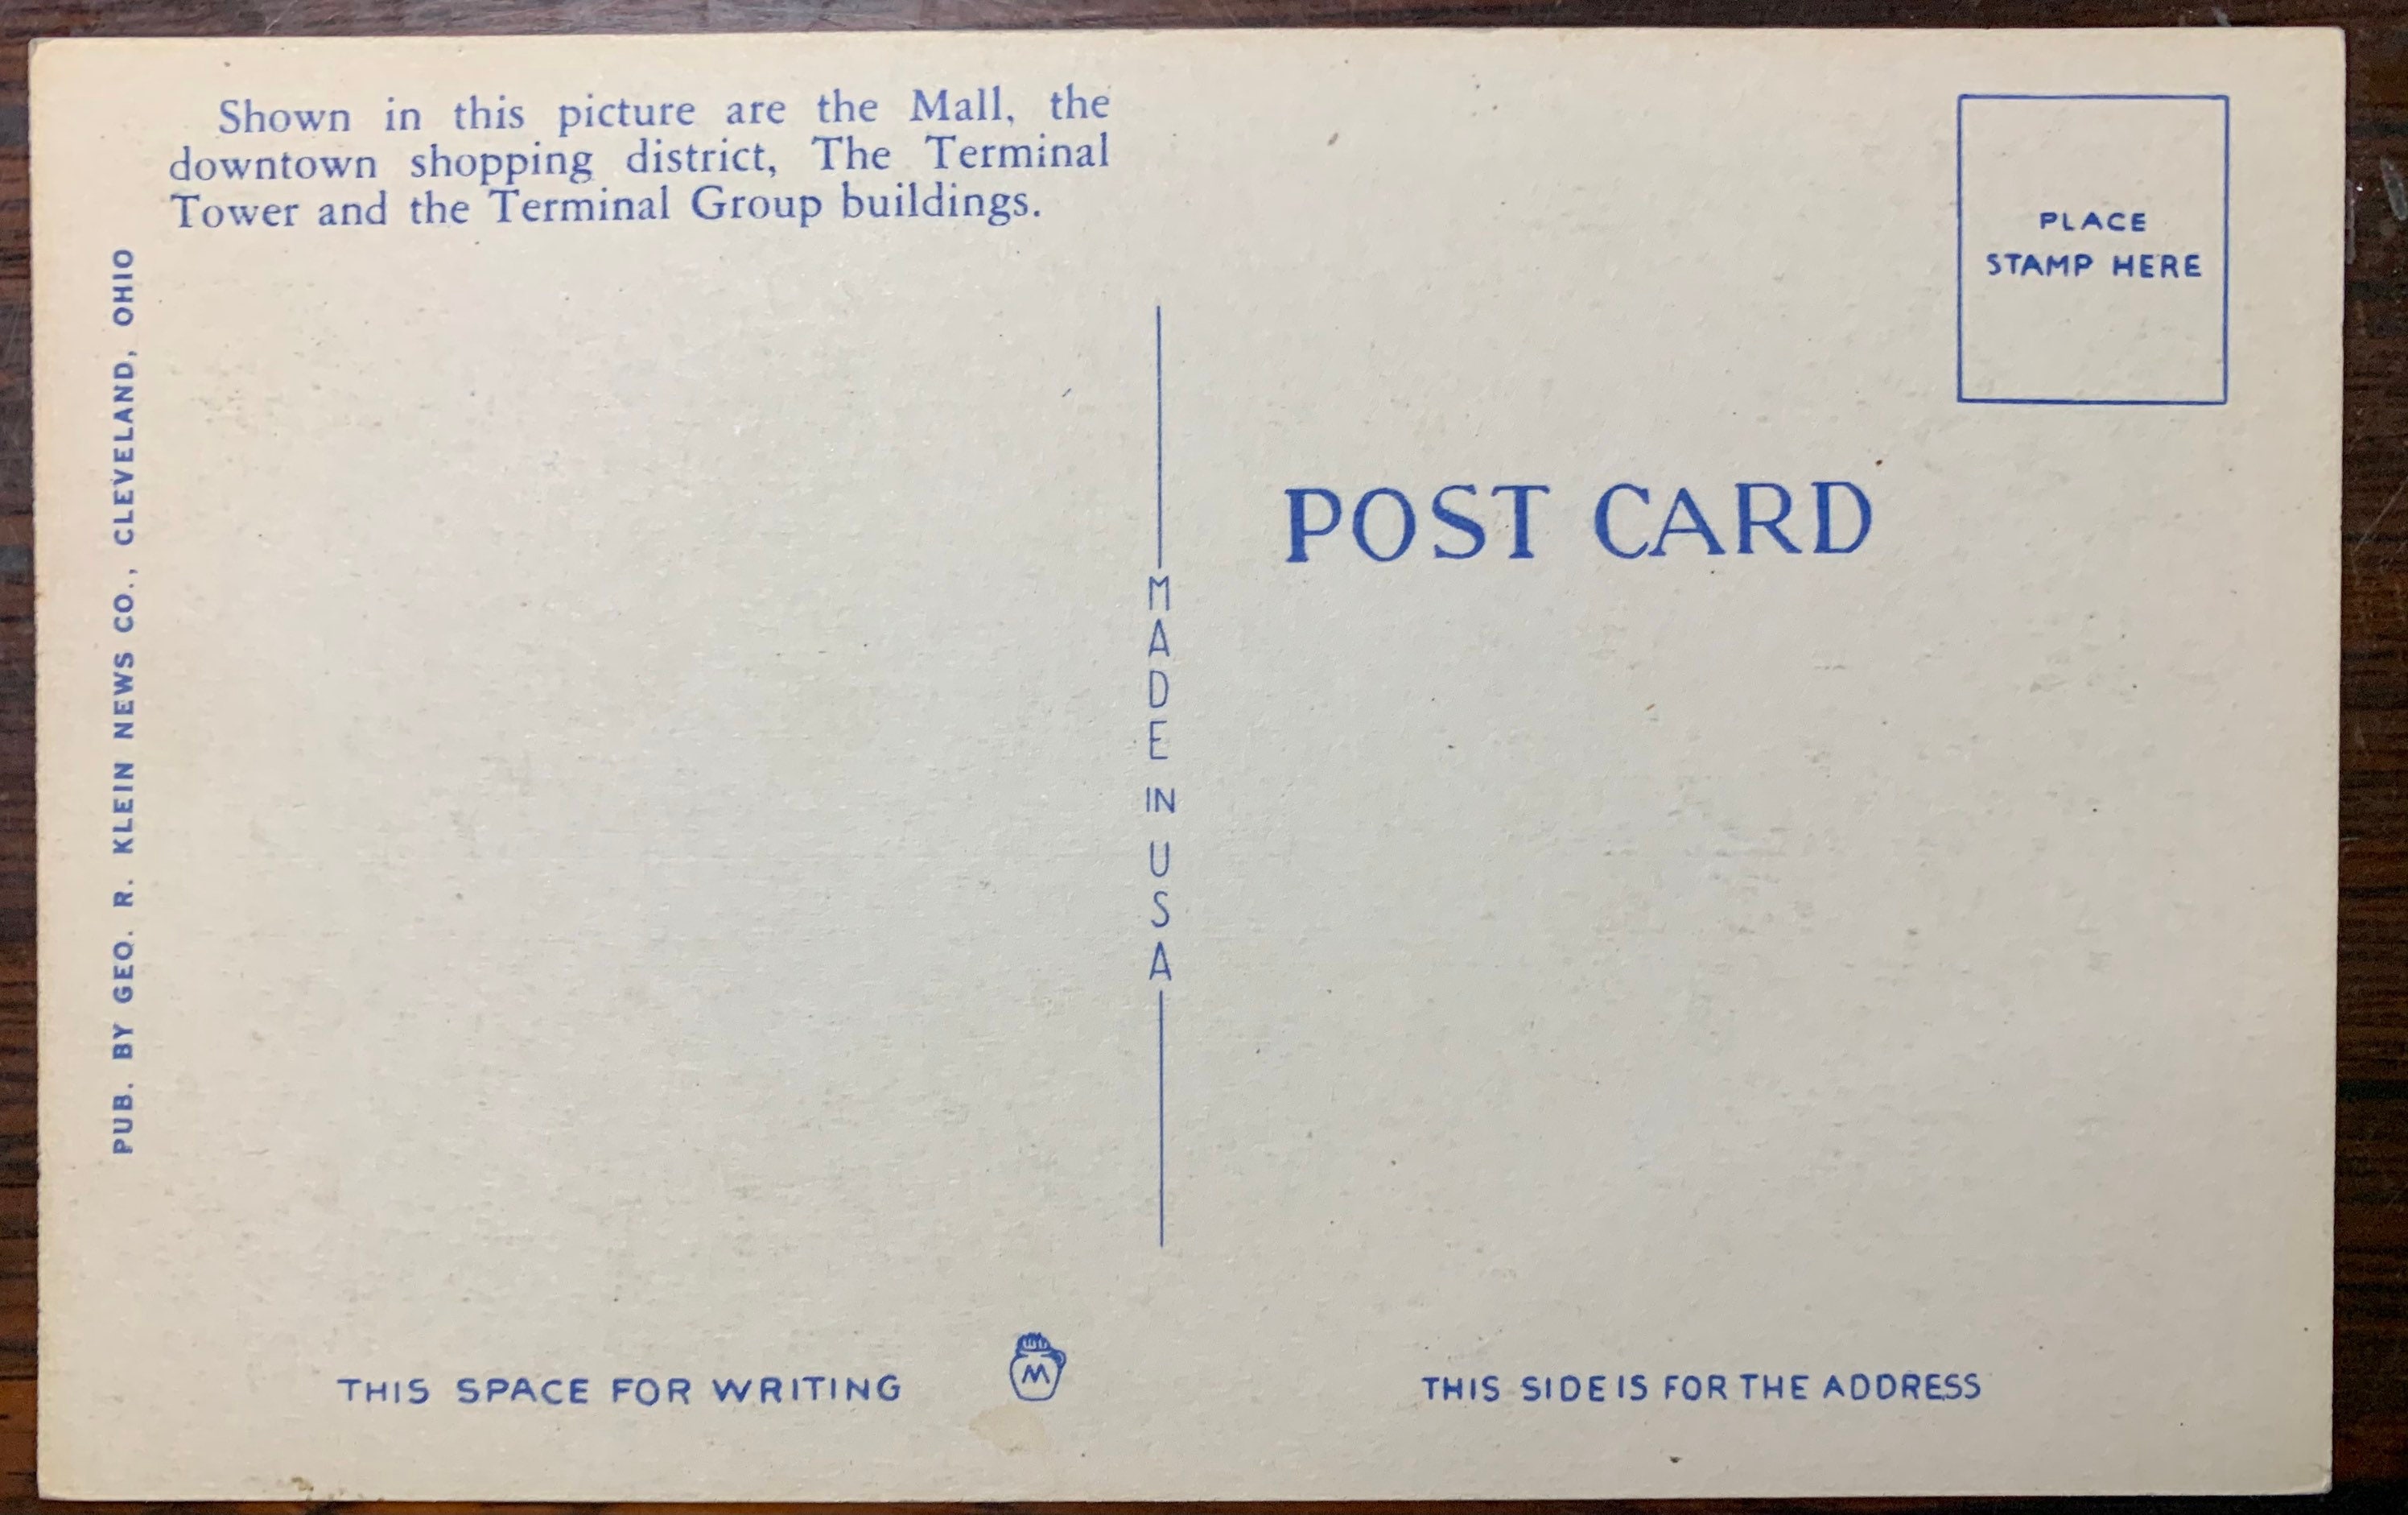 Shown in this picture are the Mall, the
downtown shopping district, The Terminal
Tower and the Terminal Group buildings.
PUB. BY GEO. R. KLEIN NEWS CO., CLEVELAND, OHIO
PLACE
STAMP HERE
POST CARD
MADE IN USA
THIS SPACE FOR WRITING
M
THIS SIDE IS FOR THE ADDRESS